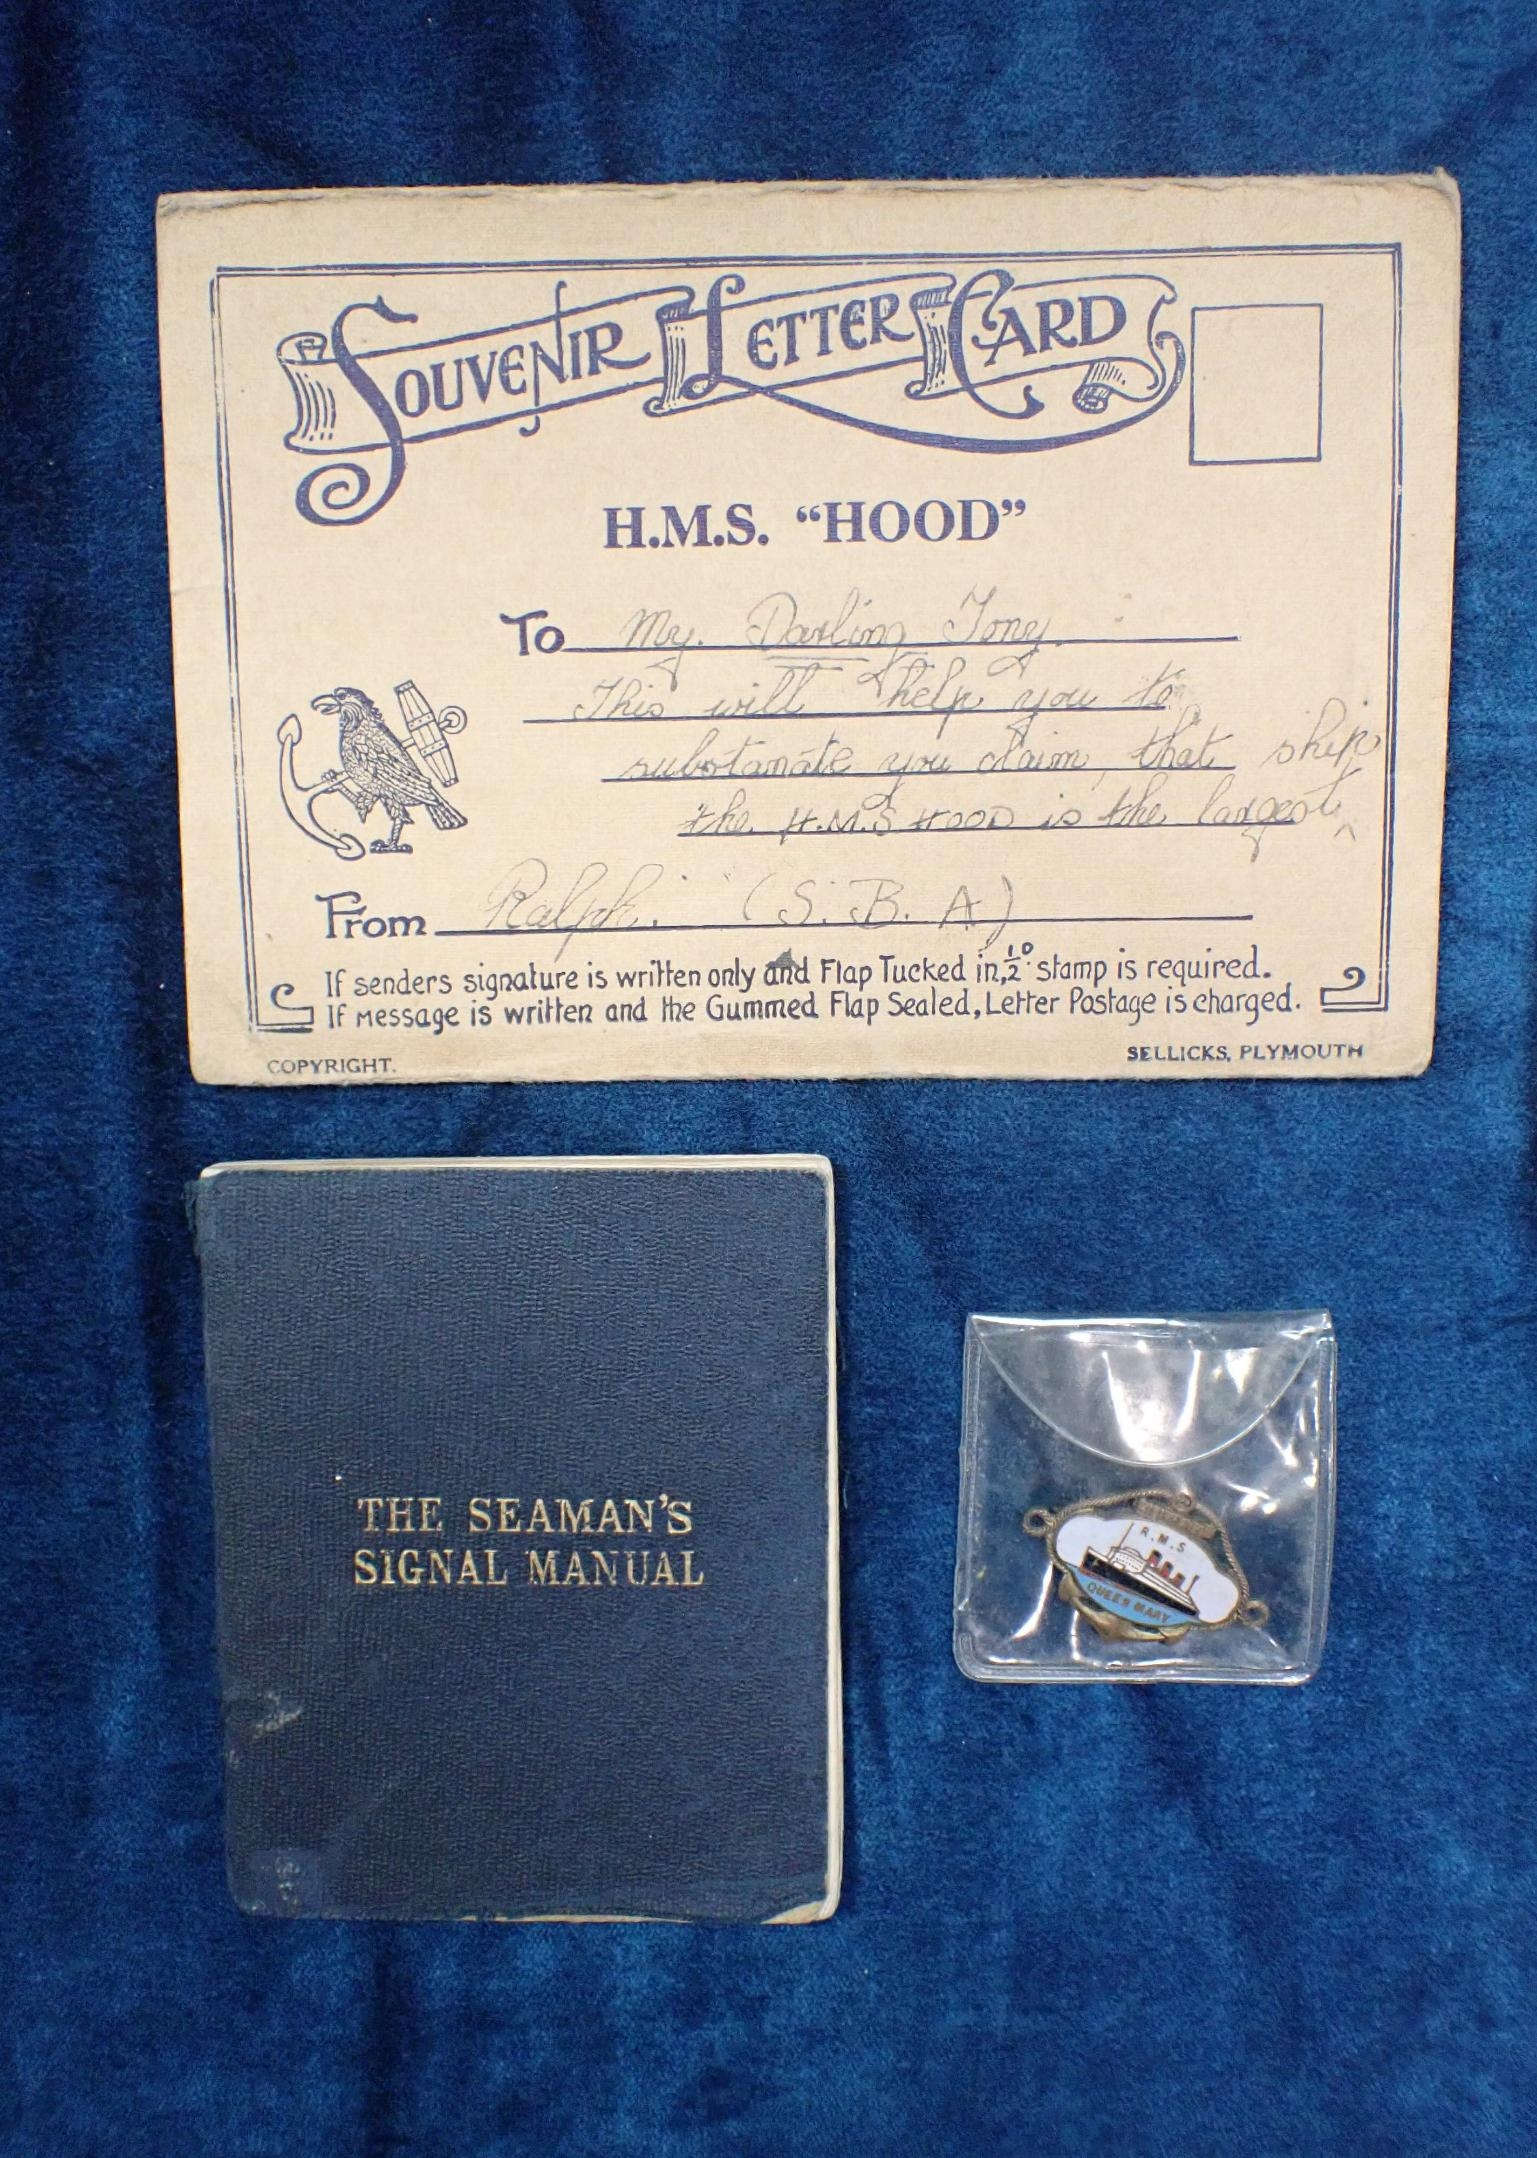 SOUVENIR LETTER CARD
H.M.S. "HOOD"
To My. Darling Tony.
This will help you to
subotanate you claim, that ship
the H.M.S HOOD is the largest ^
From Ralph. (S. B. A)
If senders signature is written only and Flap Tucked in, ½D. stamp is required.
If Message is written and the Gummed Flap Sealed, Letter Postage is charged.
COPYRIGHT.
SELLICKS, PLYMOUTH
THE SEAMAN'S
SIGNAL MANUAL
R.M.S
QUEEN MARY